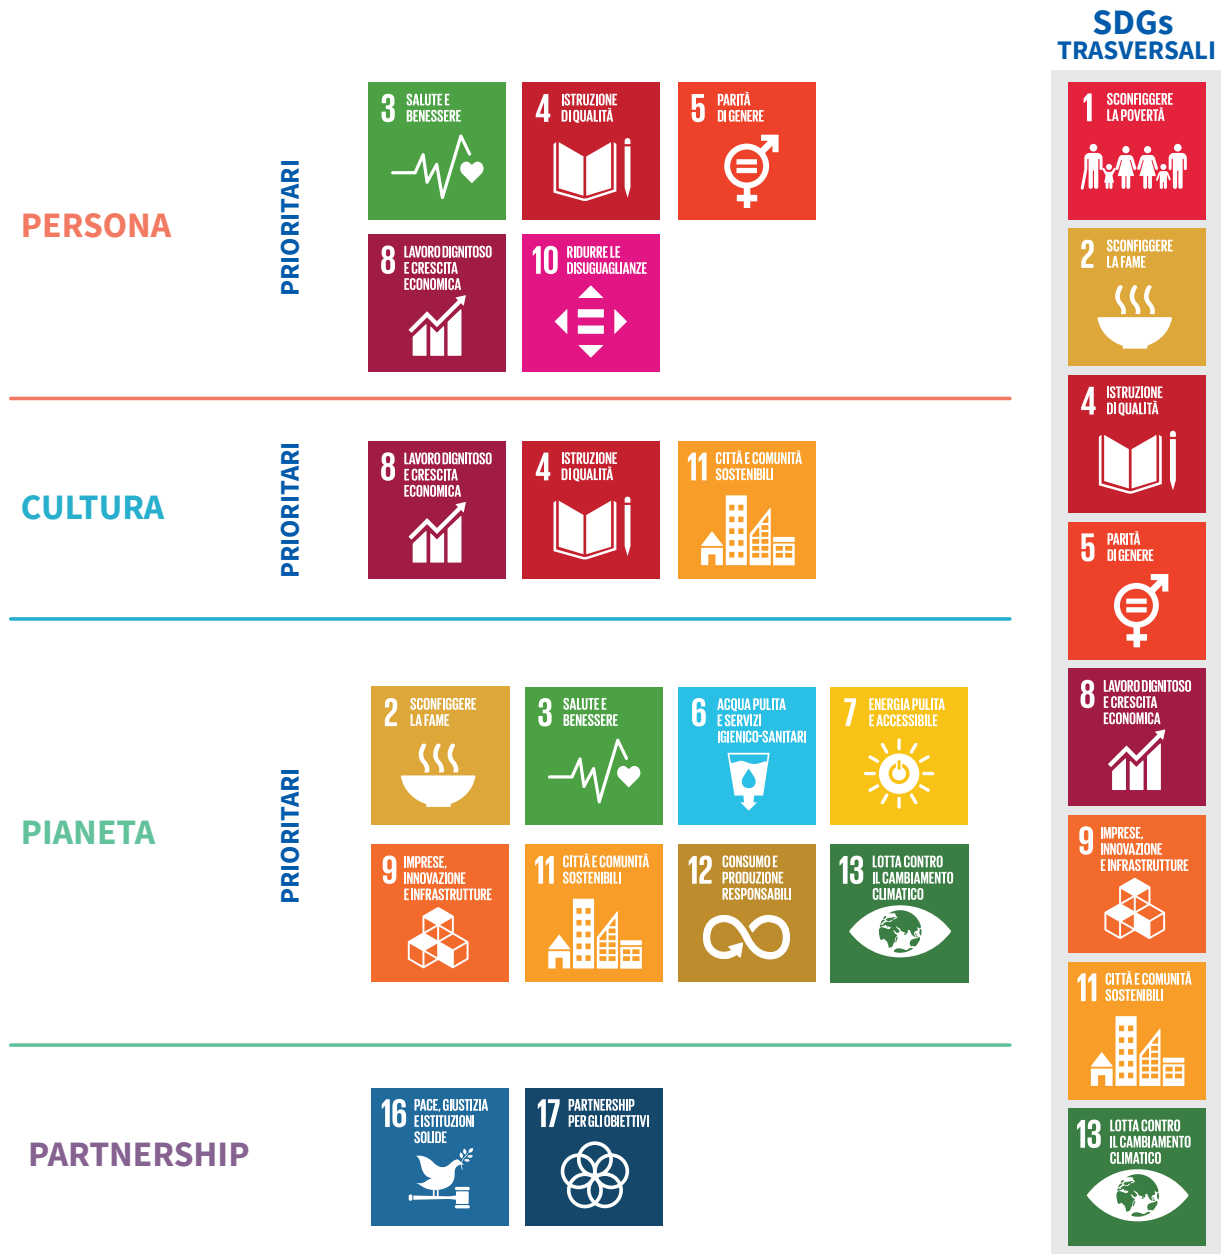 SDGs
TRASVERSALI
PERSONA
PRIORITARI
3 SALUTE E
BENESSERE
4 ISTRUZIONE
DI QUALITÀ
5 PARITÀ
DI GENERE
8 LAVORO DIGNITOSO
E CRESCITA
ECONOMICA
10 RIDURRE LE
DISUGUAGLIANZE
CULTURA
PRIORITARI
8 LAVORO DIGNITOSO
E CRESCITA
ECONOMICA
4 ISTRUZIONE
DI QUALITÀ
11 CITTÀ E COMUNITÀ
SOSTENIBILI
PIANETA
PRIORITARI
2 SCONFIGGERE
LA FAME
3 SALUTE E
BENESSERE
6 ACQUA PULITA
E SERVIZI
IGIENICO-SANITARI
7 ENERGIA PULITA
E ACCESSIBILE
9 IMPRESE,
INNOVAZIONE
E INFRASTRUTTURE
11 CITTÀ E COMUNITÀ
SOSTENIBILI
12 CONSUMO E
PRODUZIONE
RESPONSABILI
13 LOTTA CONTRO
IL CAMBIAMENTO
CLIMATICO
PARTNERSHIP
16 PACE, GIUSTIZIA
E ISTITUZIONI
SOLIDE
17 PARTNERSHIP
PER GLI OBIETTIVI
1 SCONFIGGERE
LA POVERTÀ
2 SCONFIGGERE
LA FAME
4 ISTRUZIONE
DI QUALITÀ
5 PARITÀ
DI GENERE
8 LAVORO DIGNITOSO
E CRESCITA
ECONOMICA
9 IMPRESE,
INNOVAZIONE
E INFRASTRUTTURE
11 CITTÀ E COMUNITÀ
SOSTENIBILI
13 LOTTA CONTRO
IL CAMBIAMENTO
CLIMATICO